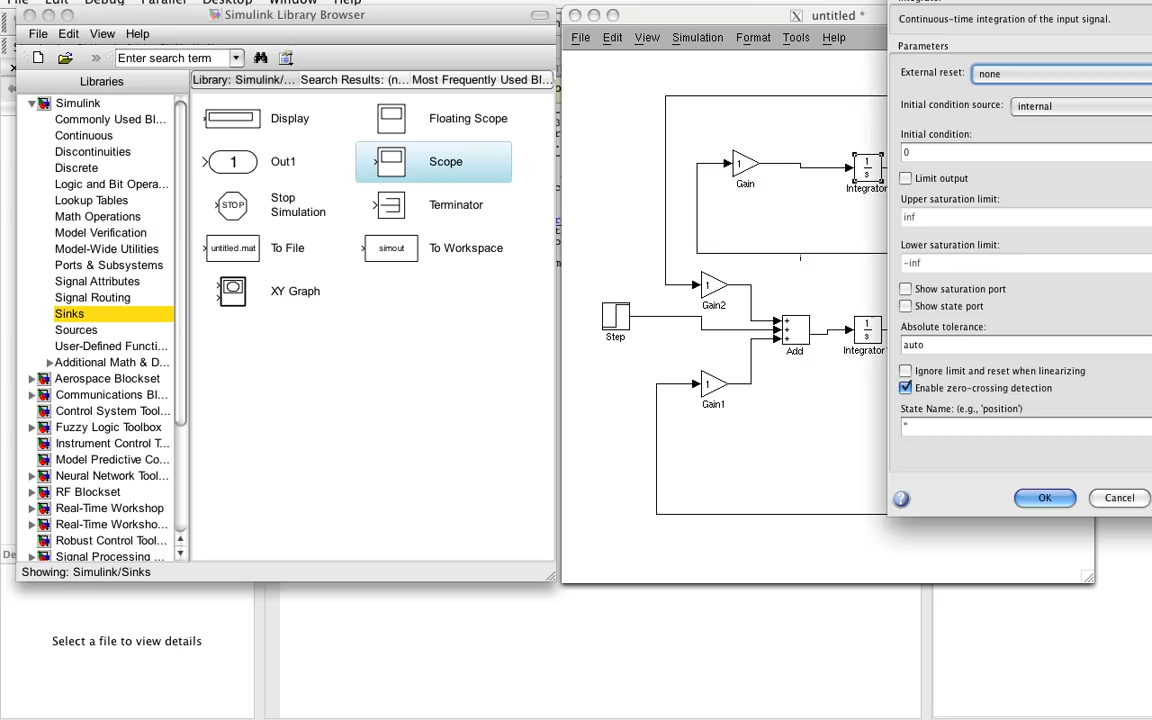 File Edit Debug Parallel Desktop Window Help
Simulink Library Browser
File Edit View Help
Enter search term
Libraries
Library: Simulink/... Search Results: (n... Most Frequently Used Bl...
Simulink
Commonly Used Bl...
Continuous
Discontinuities
Discrete
Logic and Bit Opera...
Lookup Tables
Math Operations
Model Verification
Model-Wide Utilities
Ports & Subsystems
Signal Attributes
Signal Routing
Sinks
Sources
User-Defined Functi...
Additional Math & D...
Aerospace Blockset
Communications Bl...
Control System Tool...
Fuzzy Logic Toolbox
Instrument Control T...
Model Predictive Co...
Neural Network Tool...
RF Blockset
Real-Time Workshop
Real-Time Worksho...
Robust Control Tool...
Signal Processing ...
Display
Floating Scope
1
Out1
Scope
STOP
Stop
Simulation
Terminator
untitled.mat
To File
simout
To Workspace
XY Graph
Showing: Simulink/Sinks
De
Select a file to view details
X untitled *
File Edit View Simulation Format Tools Help
1
Gain
1
s
Integrator
i
1
Gain2
Step
+
+
+
Add
1
s
Integrator
1
Gain1
Integrator
Continuous-time integration of the input signal.
Parameters
External reset: none
Initial condition source: internal
Initial condition:
0
Limit output
Upper saturation limit:
inf
Lower saturation limit:
-inf
Show saturation port
Show state port
Absolute tolerance:
auto
Ignore limit and reset when linearizing
Enable zero-crossing detection
State Name: (e.g., 'position')
''
?
OK
Cancel